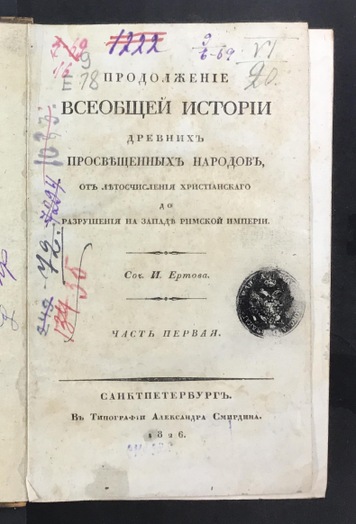 1222
ПРОДОЛЖЕНІЕ
ВСЕОБЩЕЙ ИСТОРІИ
ДРЕВНИХЪ
ПРОСВѢЩЕННЫХЪ НАРОДОВЪ,
ОТЪ ЛѢТОСЧИСЛЕНІЯ ХРИСТІАНСКАГО
ДО
РАЗРУШЕНІЯ НА ЗАПАДѢ РИМСКОЙ ИМПЕРІИ.
Соч. И. Ертова.
ЧАСТЬ ПЕРВАЯ.
САНКТПЕТЕРБУРГЪ.
Въ Типографіи Александра Смирдина.
1826.